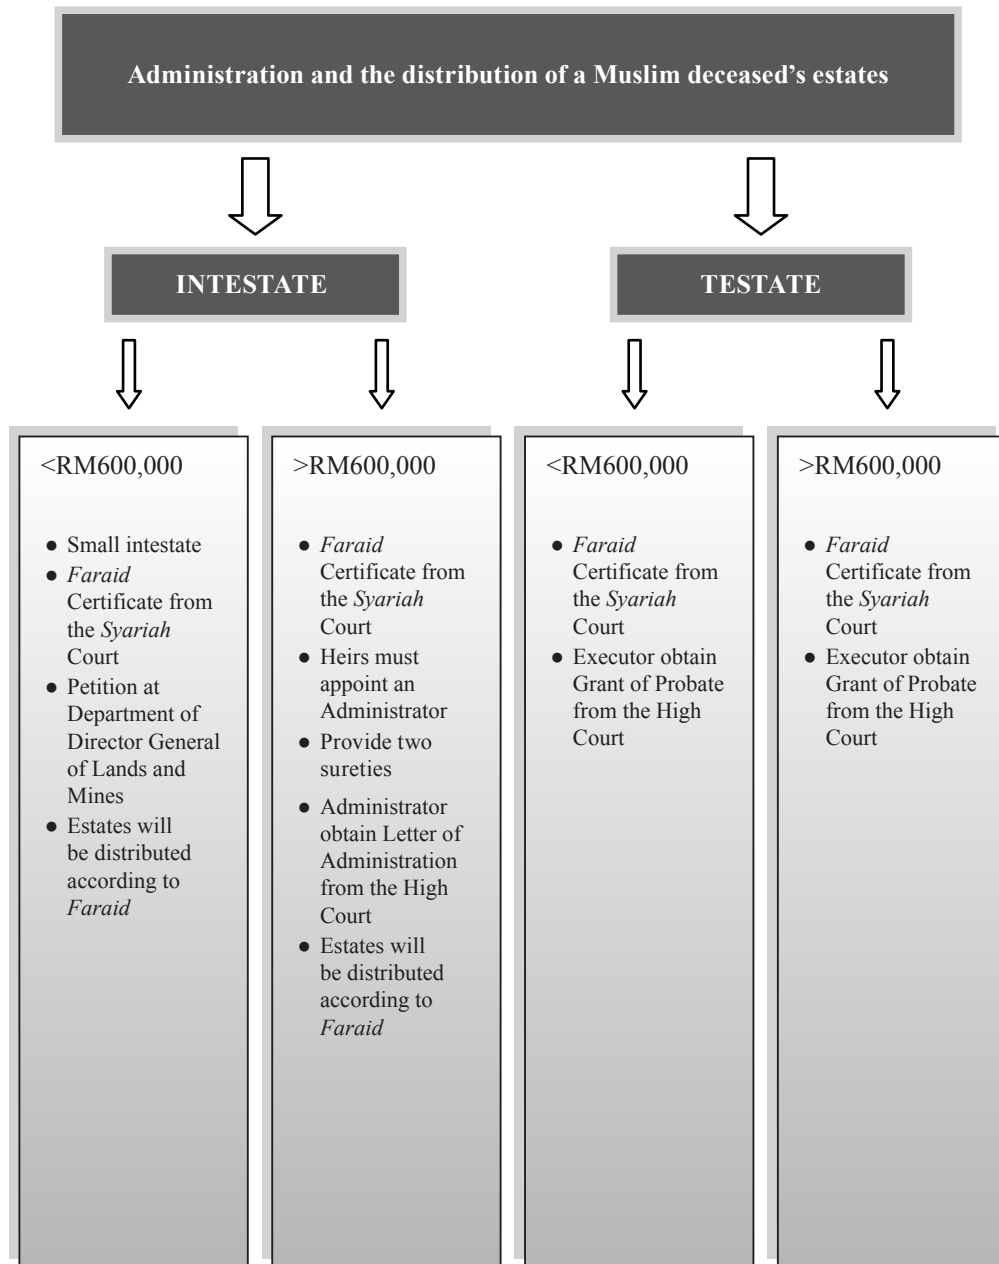 Administration and the distribution of a Muslim deceased's estates
INTESTATE
TESTATE
<RM600,000
● Small intestate
● Faraid
Certificate from
the Syariah
Court
● Petition at
Department of
Director General
of Lands and
Mines
● Estates will
be distributed
according to
Faraid
>RM600,000
● Faraid
Certificate from
the Syariah
Court
● Heirs must
appoint an
Administrator
● Provide two
sureties
● Administrator
obtain Letter of
Administration
from the High
Court
● Estates will
be distributed
according to
Faraid
<RM600,000
● Faraid
Certificate from
the Syariah
Court
● Executor obtain
Grant of Probate
from the High
Court
>RM600,000
● Faraid
Certificate from
the Syariah
Court
● Executor obtain
Grant of Probate
from the High
Court